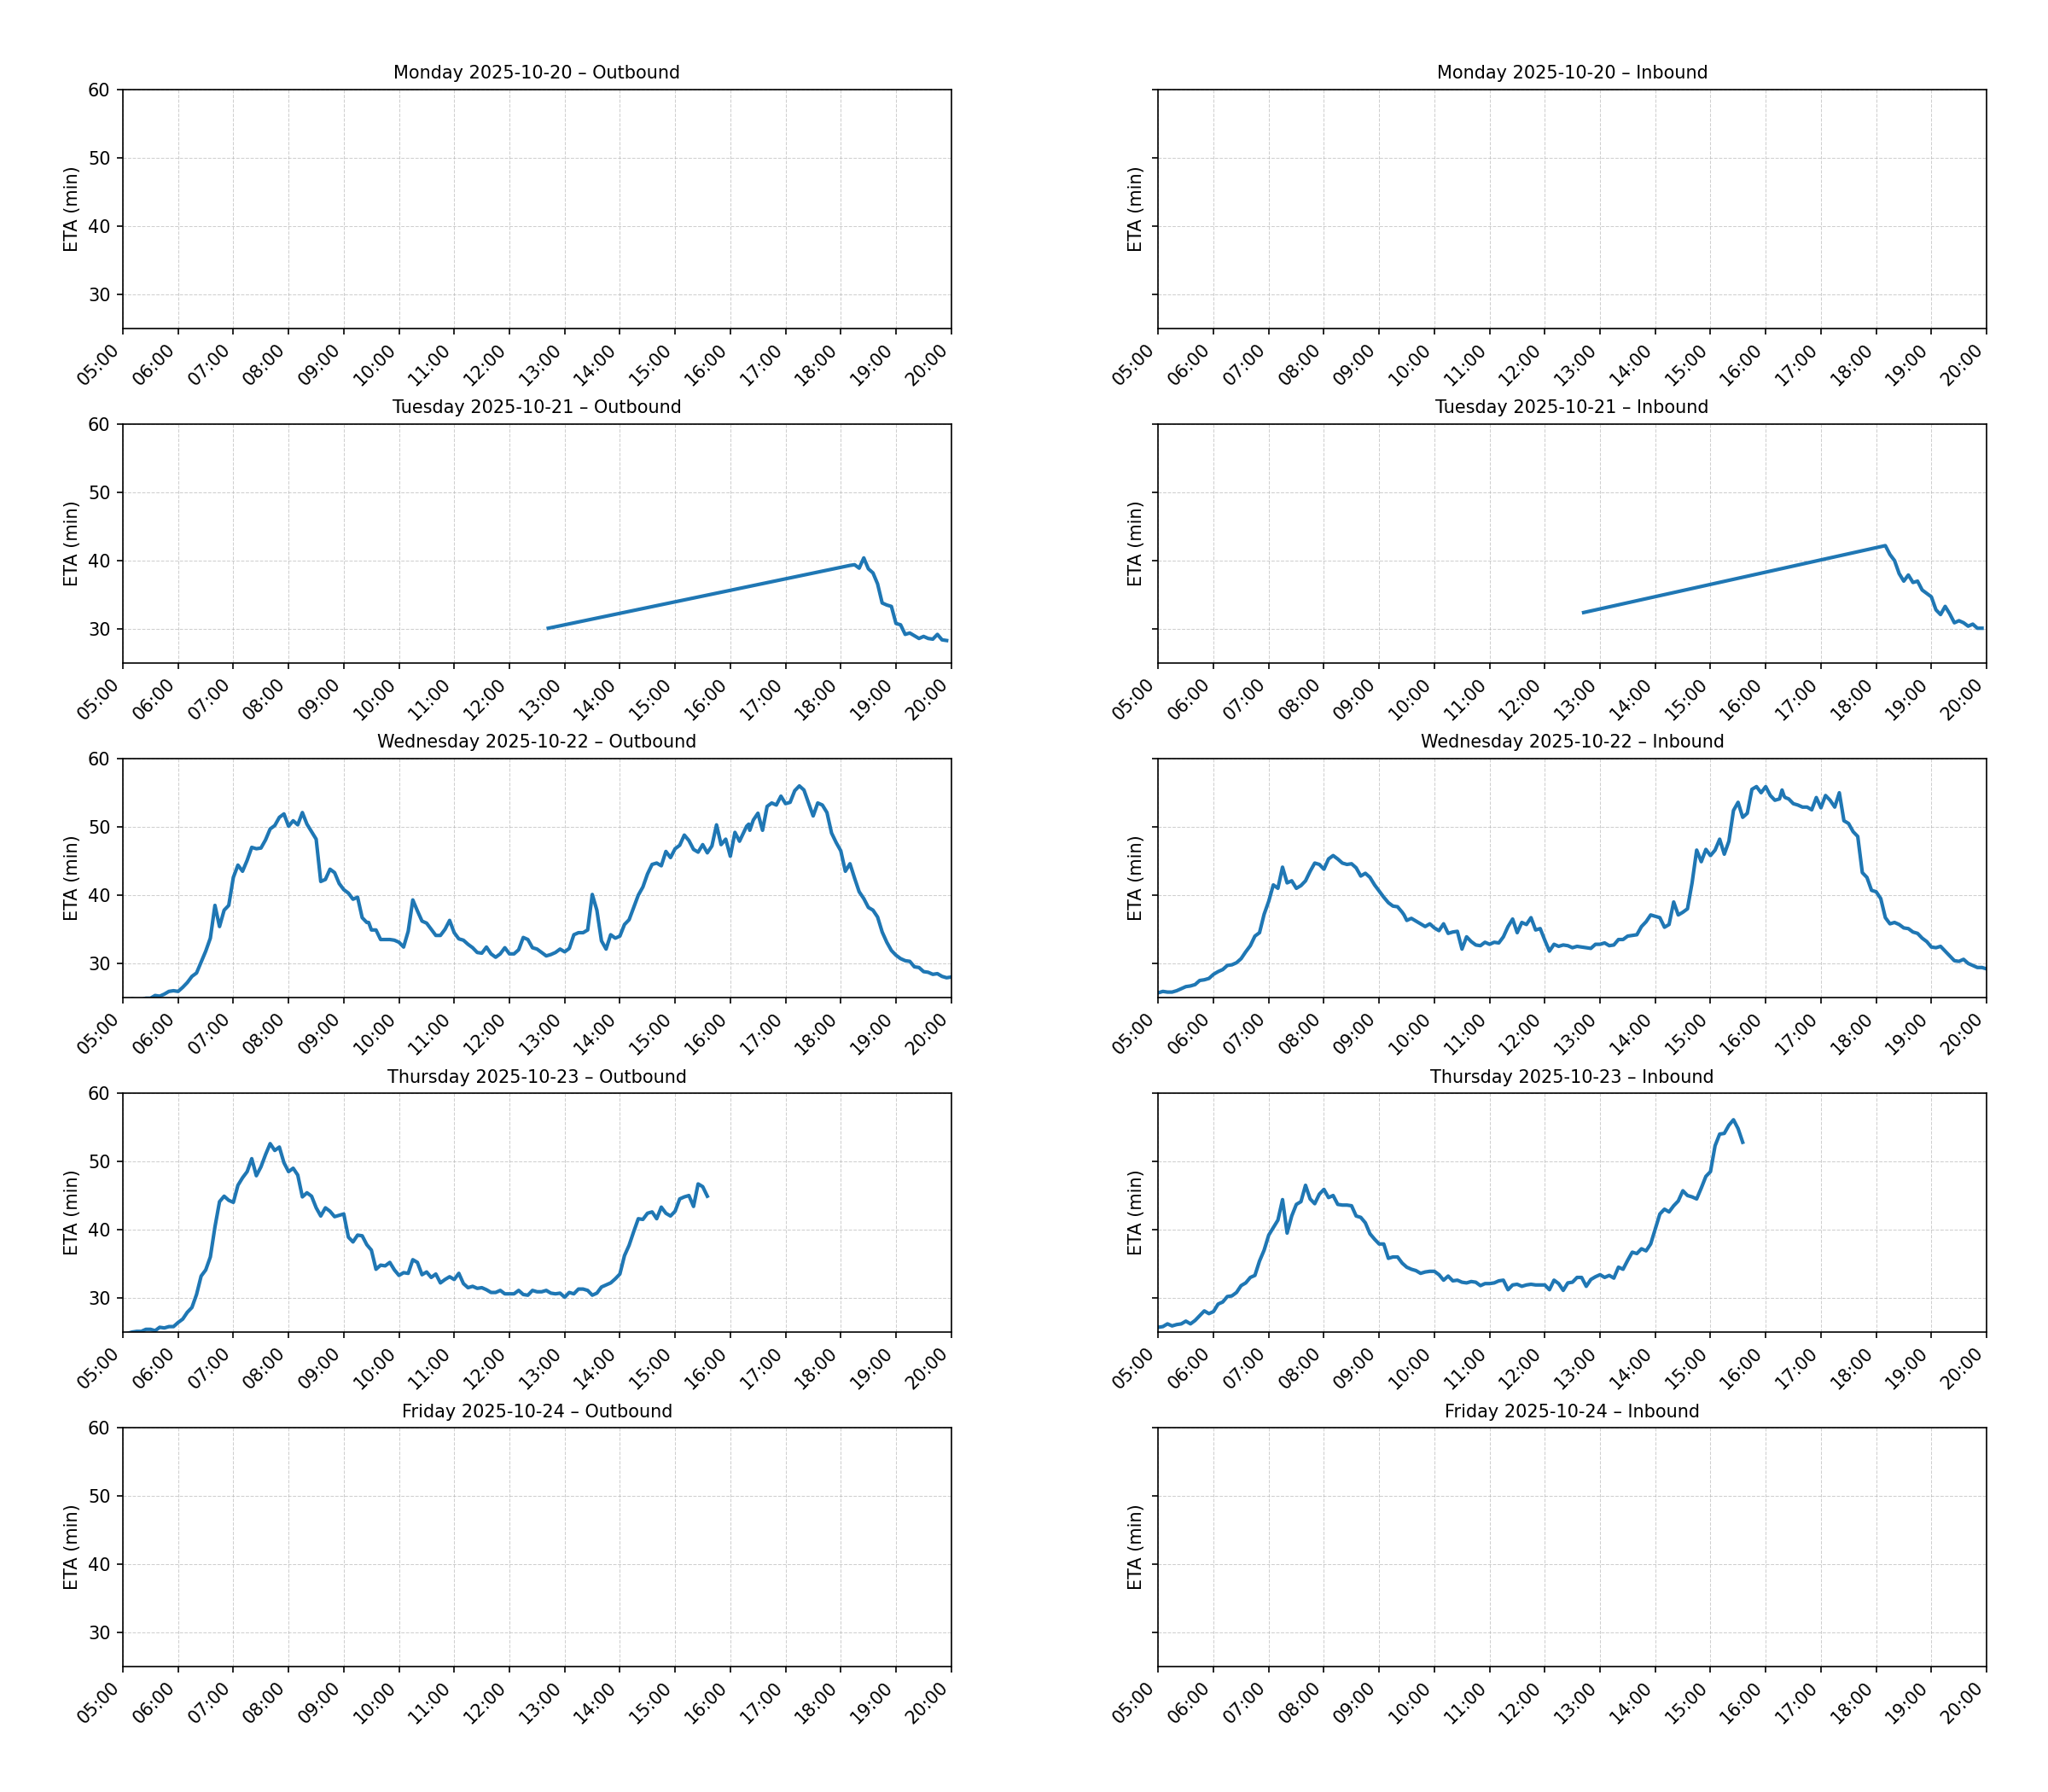 Monday 2025-10-20 – Outbound
ETA (min)
60
50
40
30
05:00 06:00 07:00 08:00 09:00 10:00 11:00 12:00 13:00 14:00 15:00 16:00 17:00 18:00 19:00 20:00
Monday 2025-10-20 – Inbound
ETA (min)
05:00 06:00 07:00 08:00 09:00 10:00 11:00 12:00 13:00 14:00 15:00 16:00 17:00 18:00 19:00 20:00
Tuesday 2025-10-21 – Outbound
ETA (min)
60
50
40
30
05:00 06:00 07:00 08:00 09:00 10:00 11:00 12:00 13:00 14:00 15:00 16:00 17:00 18:00 19:00 20:00
Tuesday 2025-10-21 – Inbound
ETA (min)
05:00 06:00 07:00 08:00 09:00 10:00 11:00 12:00 13:00 14:00 15:00 16:00 17:00 18:00 19:00 20:00
Wednesday 2025-10-22 – Outbound
ETA (min)
60
50
40
30
05:00 06:00 07:00 08:00 09:00 10:00 11:00 12:00 13:00 14:00 15:00 16:00 17:00 18:00 19:00 20:00
Wednesday 2025-10-22 – Inbound
ETA (min)
05:00 06:00 07:00 08:00 09:00 10:00 11:00 12:00 13:00 14:00 15:00 16:00 17:00 18:00 19:00 20:00
Thursday 2025-10-23 – Outbound
ETA (min)
60
50
40
30
05:00 06:00 07:00 08:00 09:00 10:00 11:00 12:00 13:00 14:00 15:00 16:00 17:00 18:00 19:00 20:00
Thursday 2025-10-23 – Inbound
ETA (min)
05:00 06:00 07:00 08:00 09:00 10:00 11:00 12:00 13:00 14:00 15:00 16:00 17:00 18:00 19:00 20:00
Friday 2025-10-24 – Outbound
ETA (min)
60
50
40
30
05:00 06:00 07:00 08:00 09:00 10:00 11:00 12:00 13:00 14:00 15:00 16:00 17:00 18:00 19:00 20:00
Friday 2025-10-24 – Inbound
ETA (min)
05:00 06:00 07:00 08:00 09:00 10:00 11:00 12:00 13:00 14:00 15:00 16:00 17:00 18:00 19:00 20:00